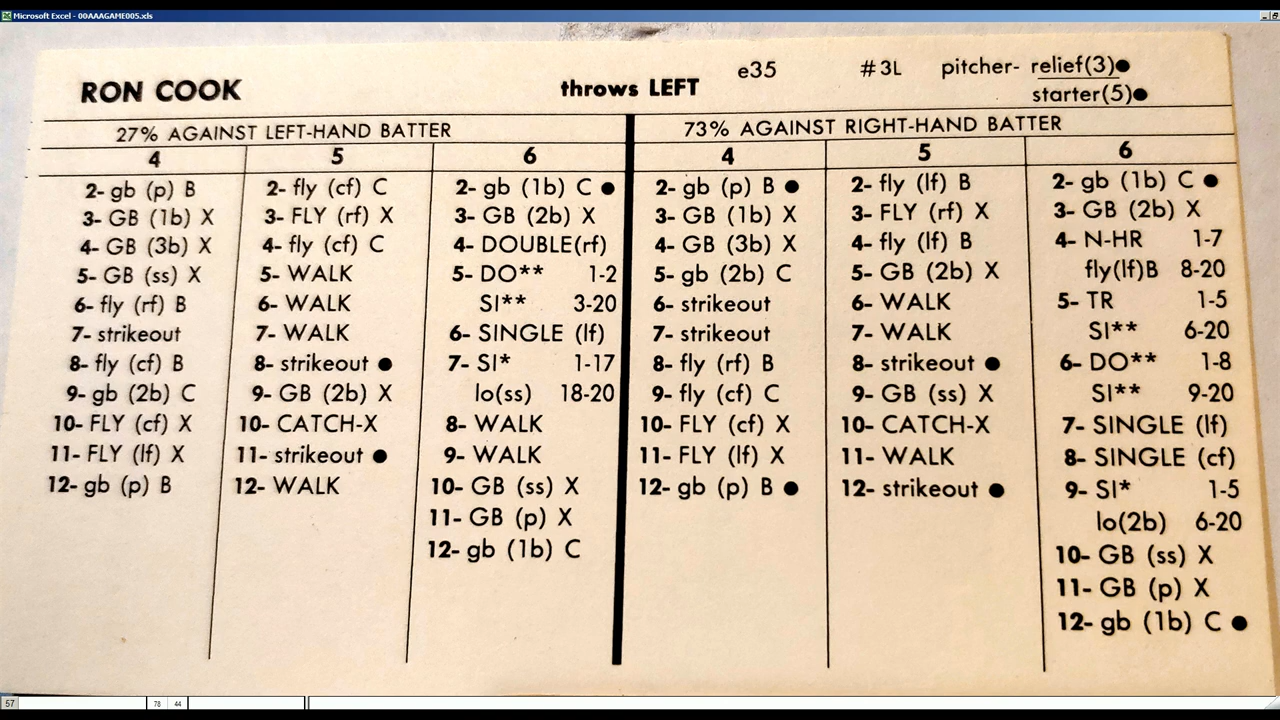 Microsoft Excel - 00AAAGAME005.xls
RON COOK
throws LEFT
e35
#3L
pitcher- relief(3)●
starter(5)●
27% AGAINST LEFT-HAND BATTER
4
2- gb (p) B
3- GB (1b) X
4- GB (3b) X
5- GB (ss) X
6- fly (rf) B
7- strikeout
8- fly (cf) B
9- gb (2b) C
10- FLY (cf) X
11- FLY (lf) X
12- gb (p) B
5
2- fly (cf) C
3- FLY (rf) X
4- fly (cf) C
5- WALK
6- WALK
7- WALK
8- strikeout ●
9- GB (2b) X
10- CATCH-X
11- strikeout ●
12- WALK
6
2- gb (1b) C ●
3- GB (2b) X
4- DOUBLE(rf)
5- DO** 1-2
SI** 3-20
6- SINGLE (lf)
7- SI* 1-17
lo(ss) 18-20
8- WALK
9- WALK
10- GB (ss) X
11- GB (p) X
12- gb (1b) C
73% AGAINST RIGHT-HAND BATTER
4
2- gb (p) B ●
3- GB (1b) X
4- GB (3b) X
5- gb (2b) C
6- strikeout
7- strikeout
8- fly (rf) B
9- fly (cf) C
10- FLY (cf) X
11- FLY (lf) X
12- gb (p) B ●
5
2- fly (lf) B
3- FLY (rf) X
4- fly (lf) B
5- GB (2b) X
6- WALK
7- WALK
8- strikeout ●
9- GB (ss) X
10- CATCH-X
11- WALK
12- strikeout ●
6
2- gb (1b) C ●
3- GB (2b) X
4- N-HR 1-7
fly(lf)B 8-20
5- TR 1-5
SI** 6-20
6- DO** 1-8
SI** 9-20
7- SINGLE (lf)
8- SINGLE (cf)
9- SI* 1-5
lo(2b) 6-20
10- GB (ss) X
11- GB (p) X
12- gb (1b) C ●
57
78
44